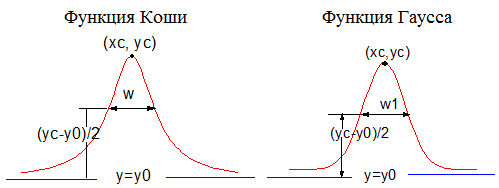 Функция Коши
(xc, yc)
w
(yc-y0)/2
y=y0
Функция Гаусса
(xc,yc)
w1
(yc-y0)/2
y=y0